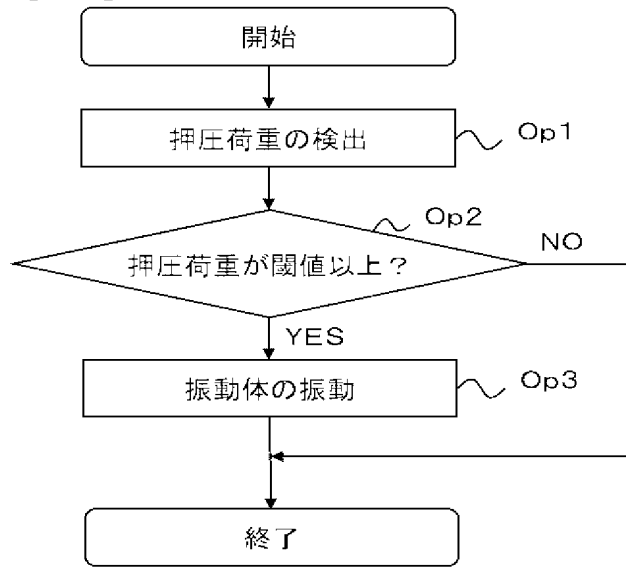 開始
押圧荷重の検出
Op1
Op2
押圧荷重が閾値以上?
NO
YES
振動体の振動
Op3
終了